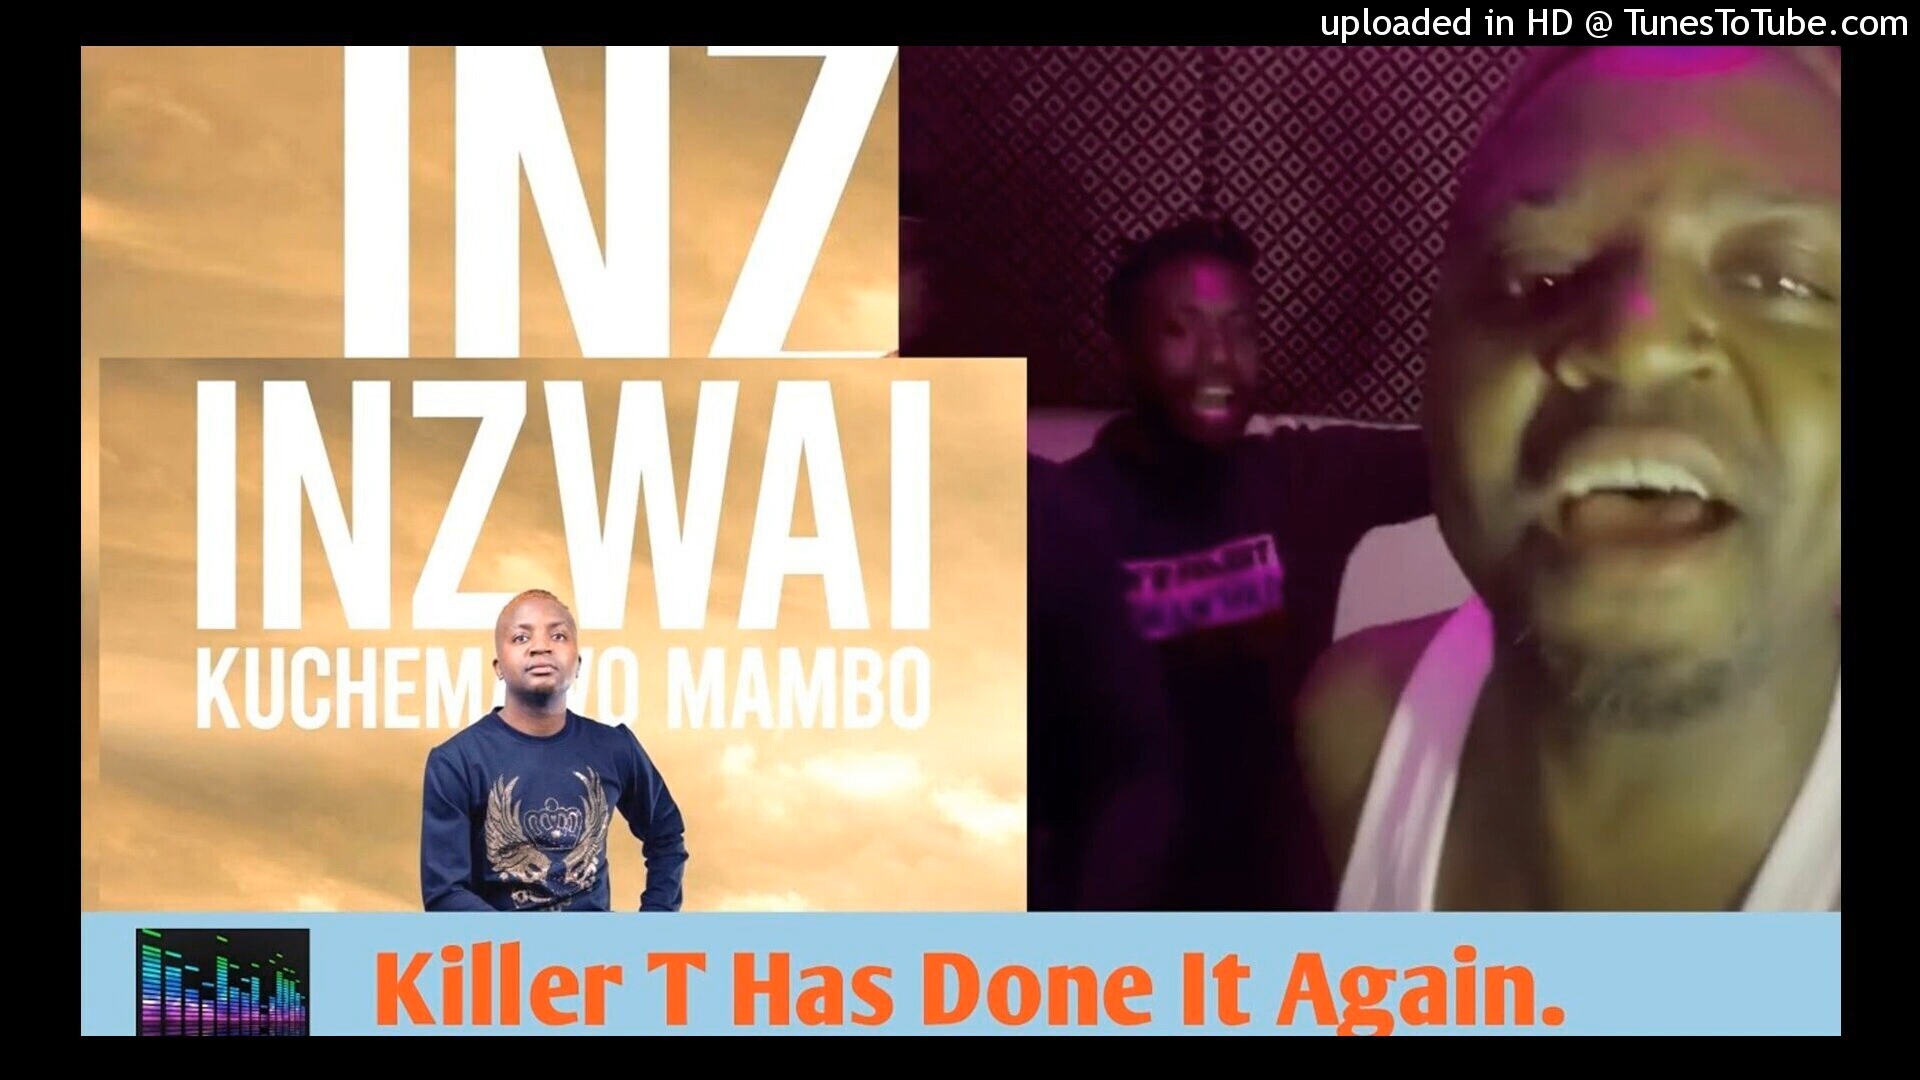 uploaded in HD @ TunesToTube.com
INZ
INZWAI
MAMBO
Killer T Has Done It Again.